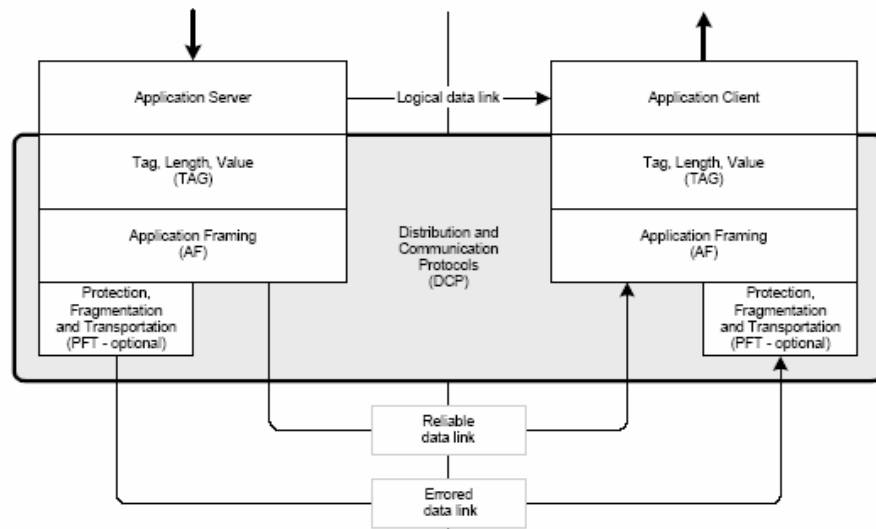 Application Server
Logical data link
Application Client
Tag, Length, Value
(TAG)
Tag, Length, Value
(TAG)
Application Framing
(AF)
Distribution and
Communication
Protocols
(DCP)
Application Framing
(AF)
Protection,
Fragmentation
and Transportation
(PFT - optional)
Protection,
Fragmentation
and Transportation
(PFT - optional)
Reliable
data link
Errored
data link